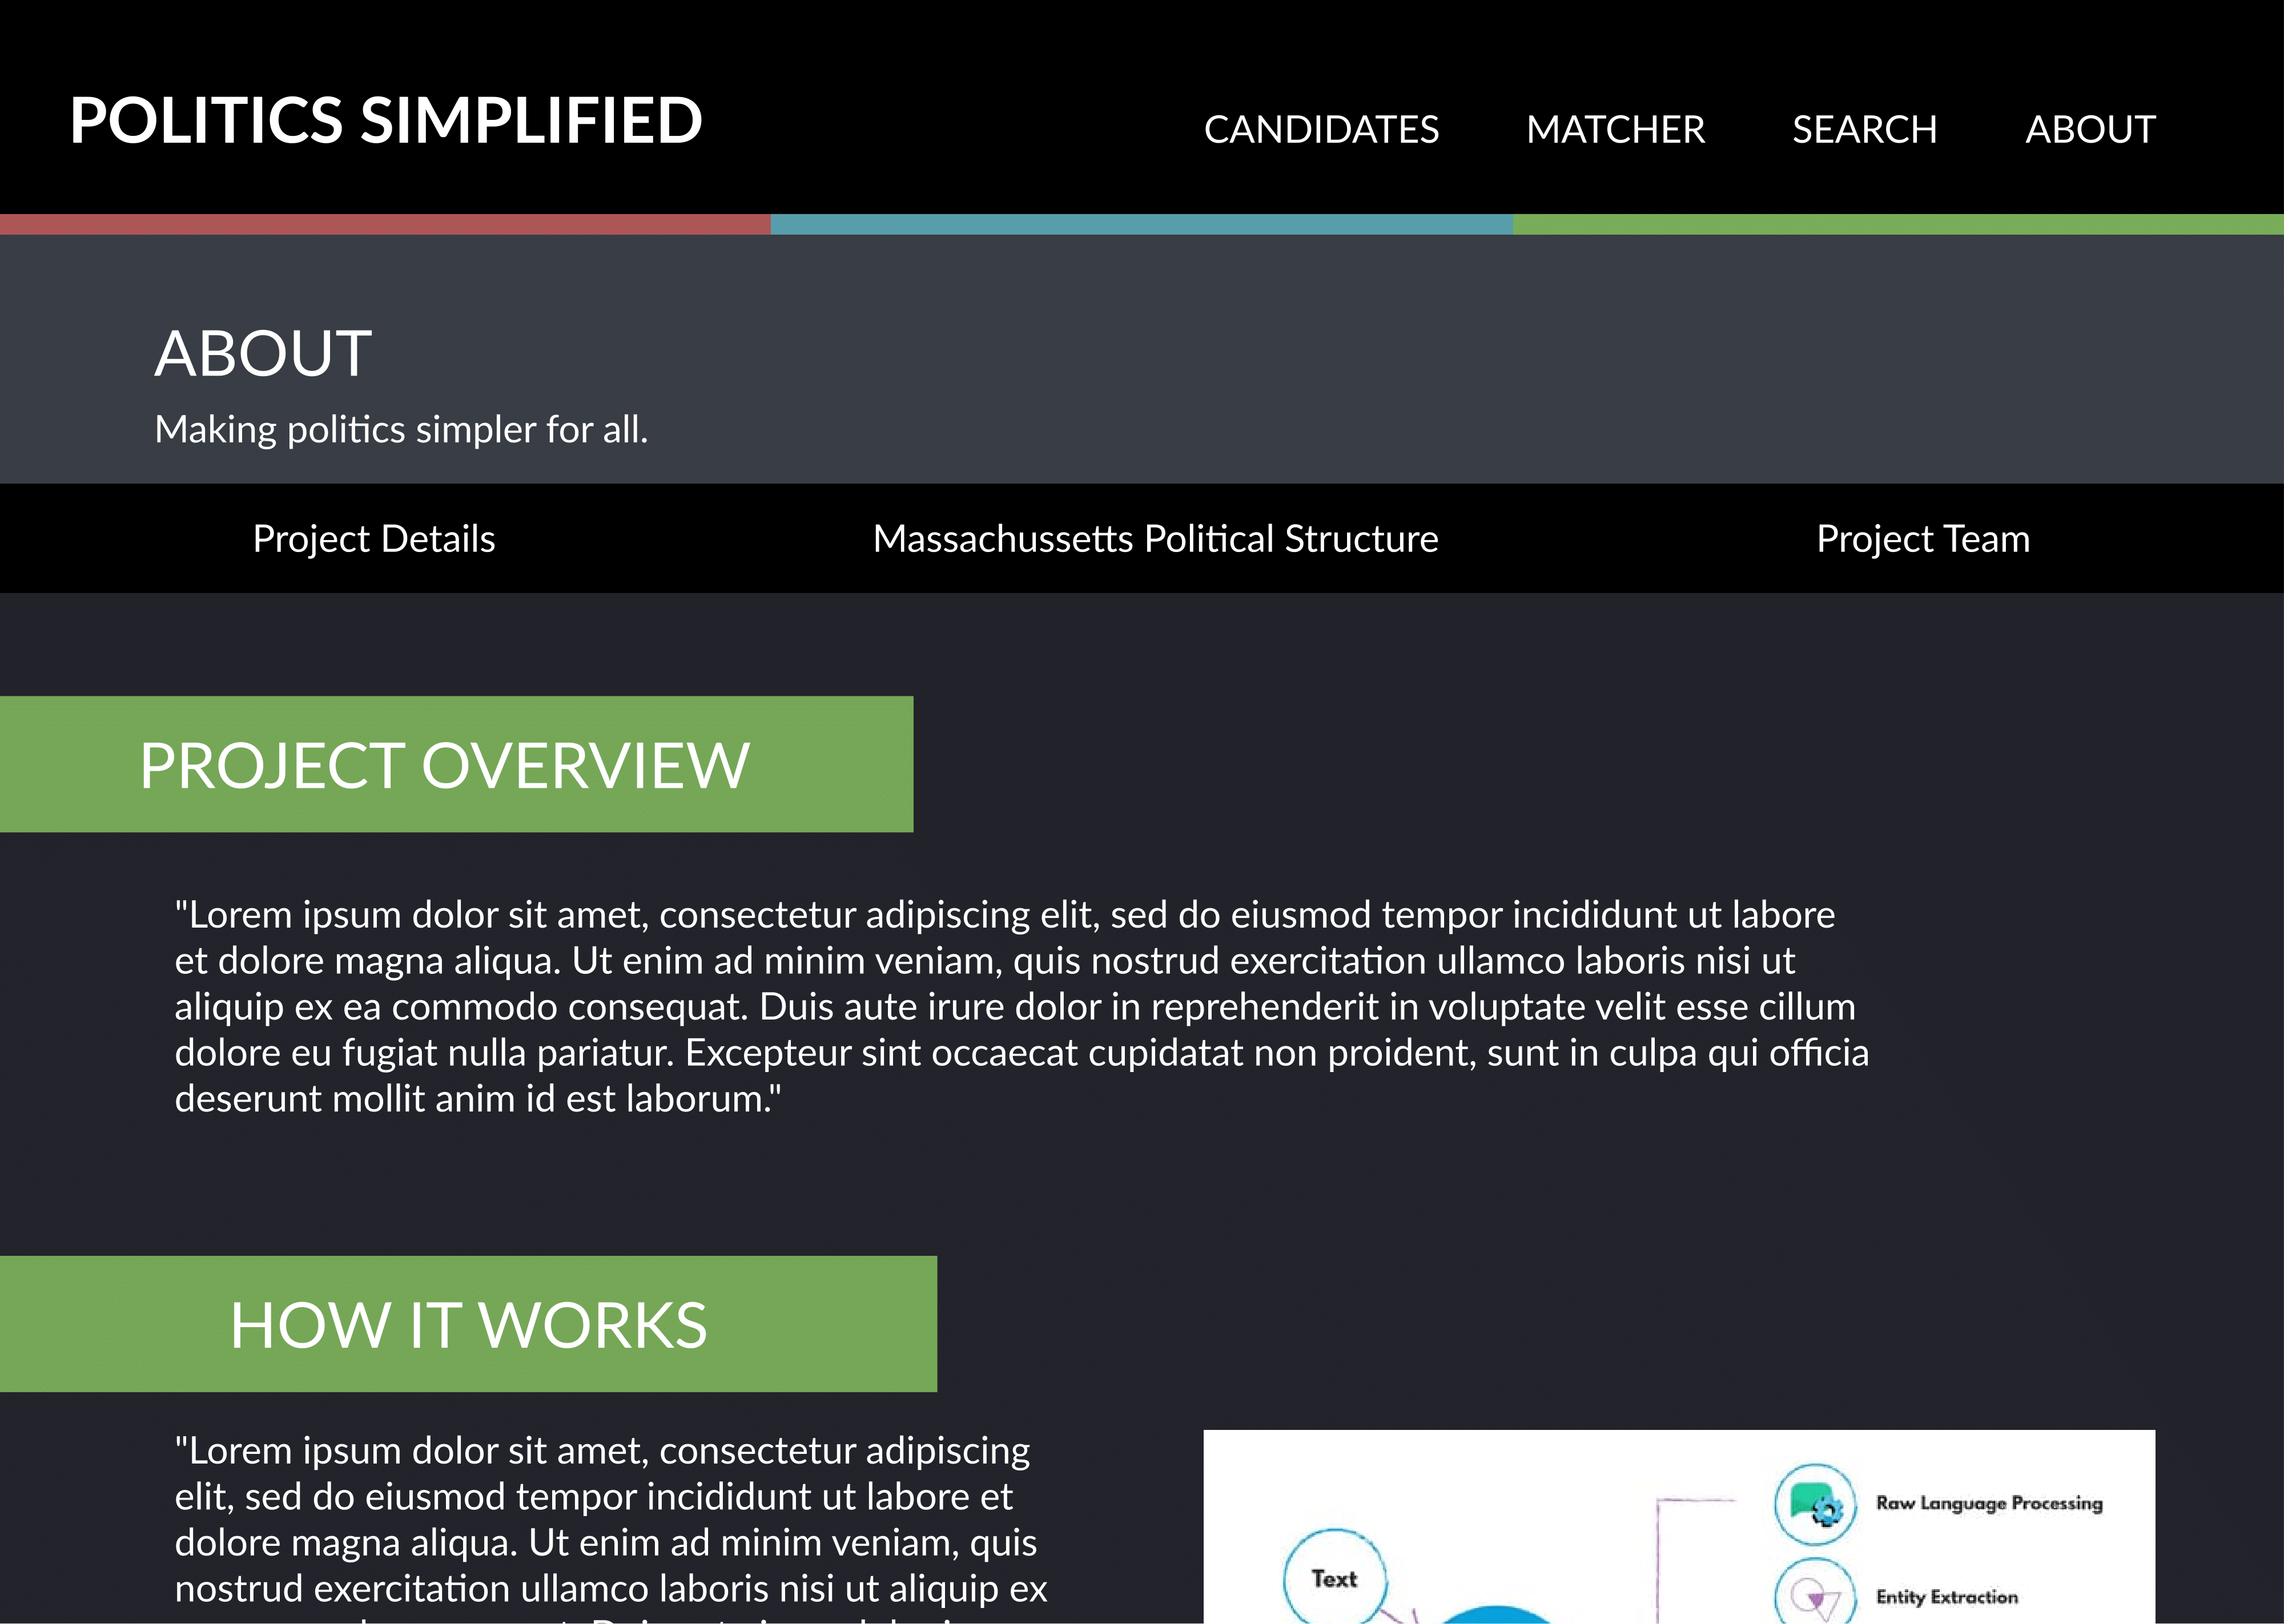 POLITICS SIMPLIFIED
CANDIDATES MATCHER SEARCH ABOUT
ABOUT
Making politics simpler for all.
Project Details Massachussetts Political Structure Project Team
PROJECT OVERVIEW
"Lorem ipsum dolor sit amet, consectetur adipiscing elit, sed do eiusmod tempor incididunt ut labore
et dolore magna aliqua. Ut enim ad minim veniam, quis nostrud exercitation ullamco laboris nisi ut
aliquip ex ea commodo consequat. Duis aute irure dolor in reprehenderit in voluptate velit esse cillum
dolore eu fugiat nulla pariatur. Excepteur sint occaecat cupidatat non proident, sunt in culpa qui officia
deserunt mollit anim id est laborum."
HOW IT WORKS
"Lorem ipsum dolor sit amet, consectetur adipiscing
elit, sed do eiusmod tempor incididunt ut labore et
dolore magna aliqua. Ut enim ad minim veniam, quis
nostrud exercitation ullamco laboris nisi ut aliquip ex
Text
Raw Language Processing
Entity Extraction